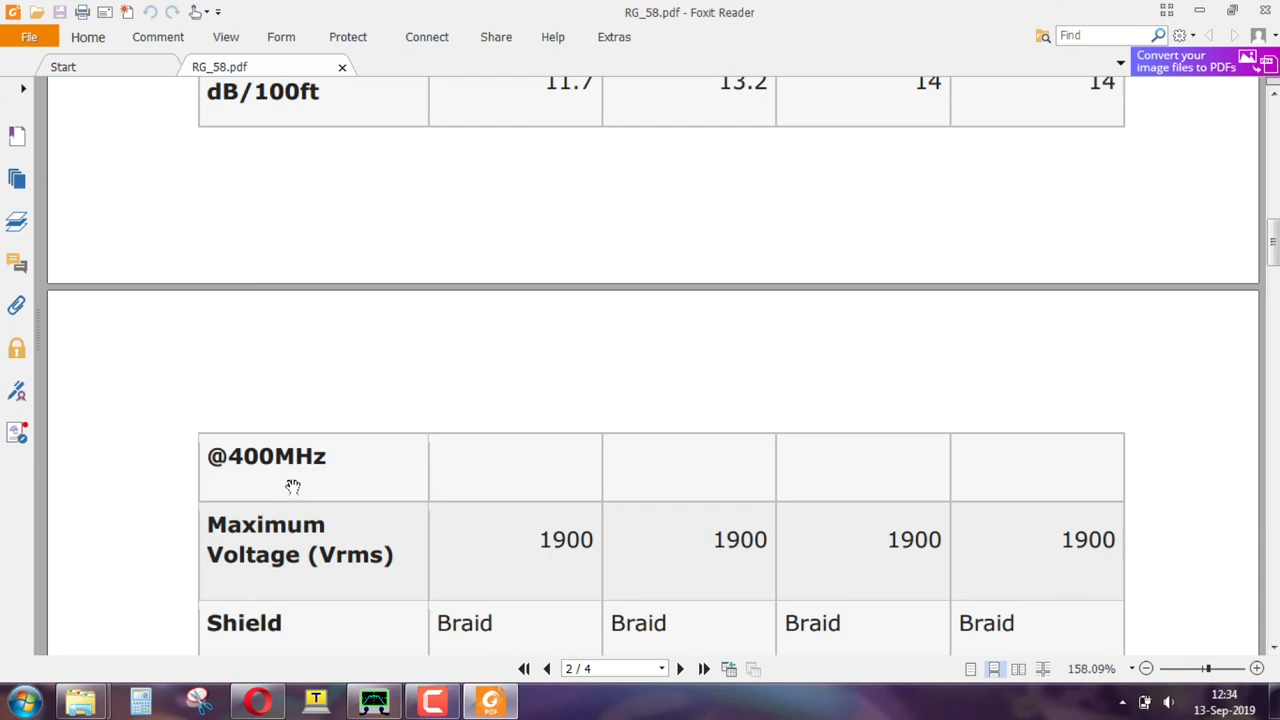 RG_58.pdf - Foxit Reader
File Home Comment View Form Protect Connect Share Help Extras Find
Start RG_58.pdf
Convert your
image files to PDFs
dB/100ft 11.7 13.2 14 14
@400MHz
Maximum
Voltage (Vrms) 1900 1900 1900 1900
Shield Braid Braid Braid Braid
2 / 4 158.09%
12:34
13-Sep-2019